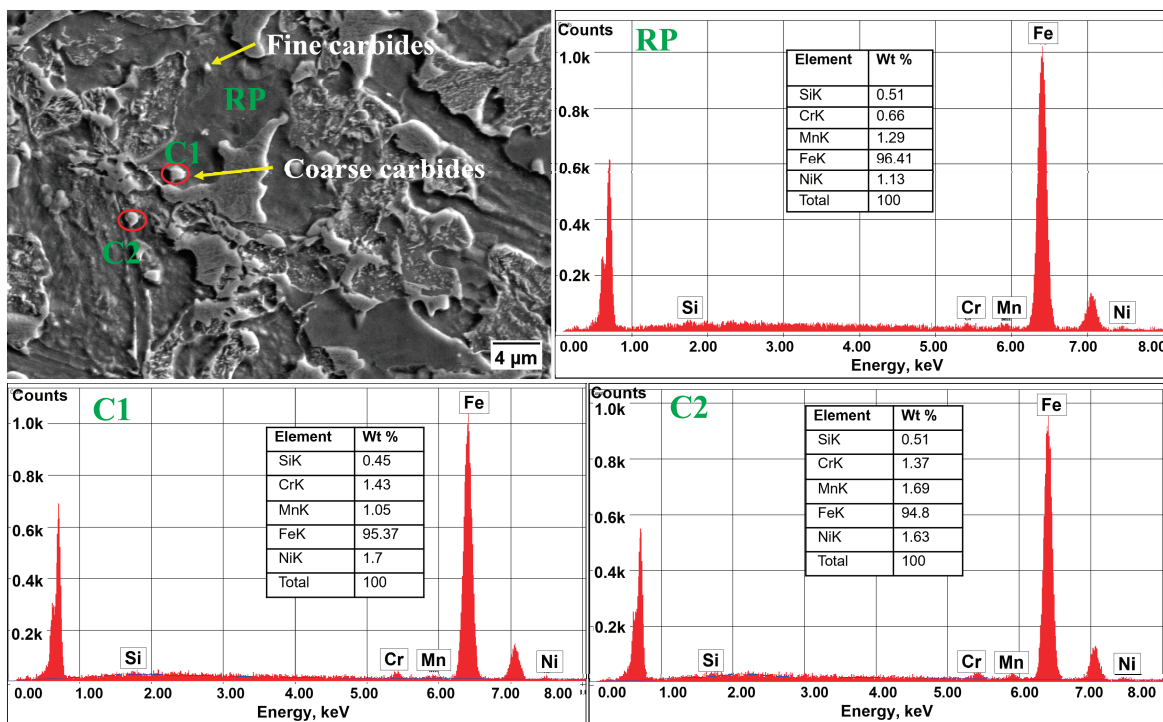 Fine carbides
RP
C1
Coarse carbides
C2
4 µm
Counts
RP
Fe
1.0k
0.8k
0.6k
0.4k
0.2k
Element Wt %
SiK 0.51
CrK 0.66
MnK 1.29
FeK 96.41
NiK 1.13
Total 100
Si
Cr
Mn
Ni
0.00 1.00 2.00 3.00 4.00 5.00 6.00 7.00 8.00
Energy, keV
Counts
C1
Fe
1.0k
0.8k
0.6k
0.4k
0.2k
Element Wt %
SiK 0.45
CrK 1.43
MnK 1.05
FeK 95.37
NiK 1.7
Total 100
Si
Cr
Mn
Ni
0.00 1.00 2.00 3.00 4.00 5.00 6.00 7.00 8.00
Energy, keV
Counts
C2
Fe
1.0k
0.8k
0.6k
0.4k
0.2k
Element Wt %
SiK 0.51
CrK 1.37
MnK 1.69
FeK 94.8
NiK 1.63
Total 100
Si
Cr
Mn
Ni
0.00 1.00 2.00 3.00 4.00 5.00 6.00 7.00 8.00
Energy, keV